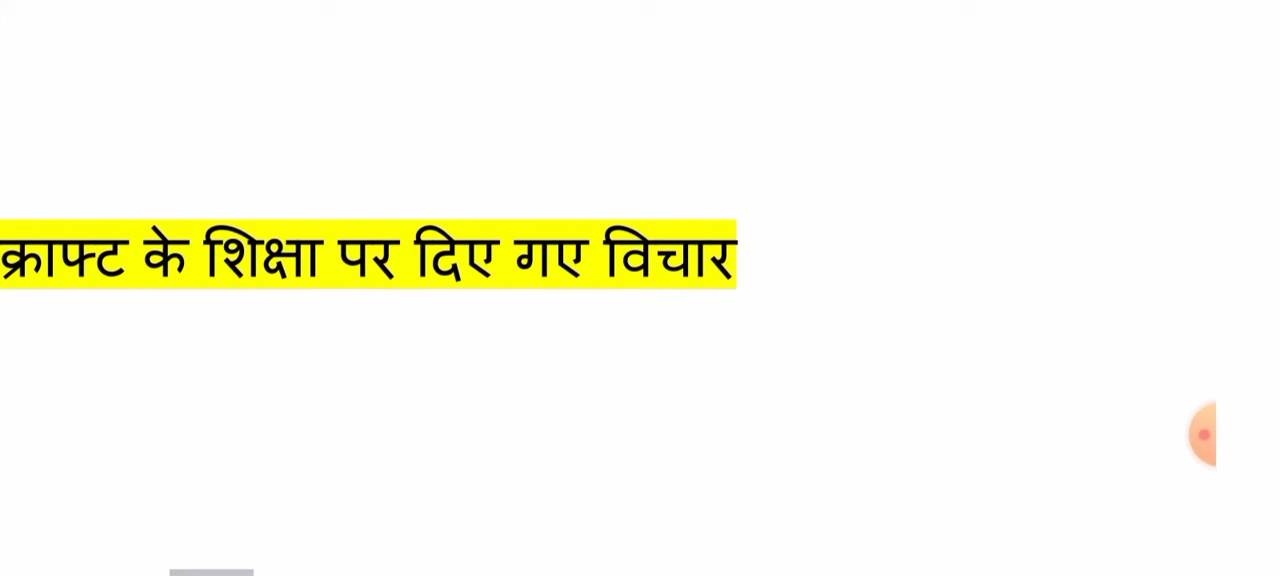 क्राफ्ट के शिक्षा पर दिए गए विचार